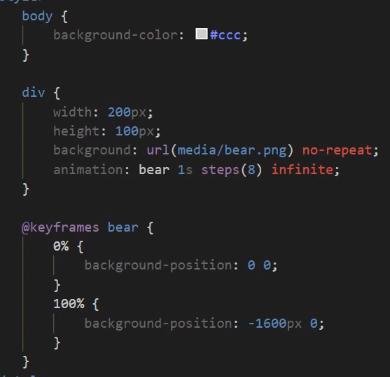 body {
background-color: #ccc;
}
div {
width: 200px;
height: 100px;
background: url(media/bear.png) no-repeat;
animation: bear 1s steps(8) infinite;
}
@keyframes bear {
0% {
background-position: 0 0;
}
100% {
background-position: -1600px 0;
}
}